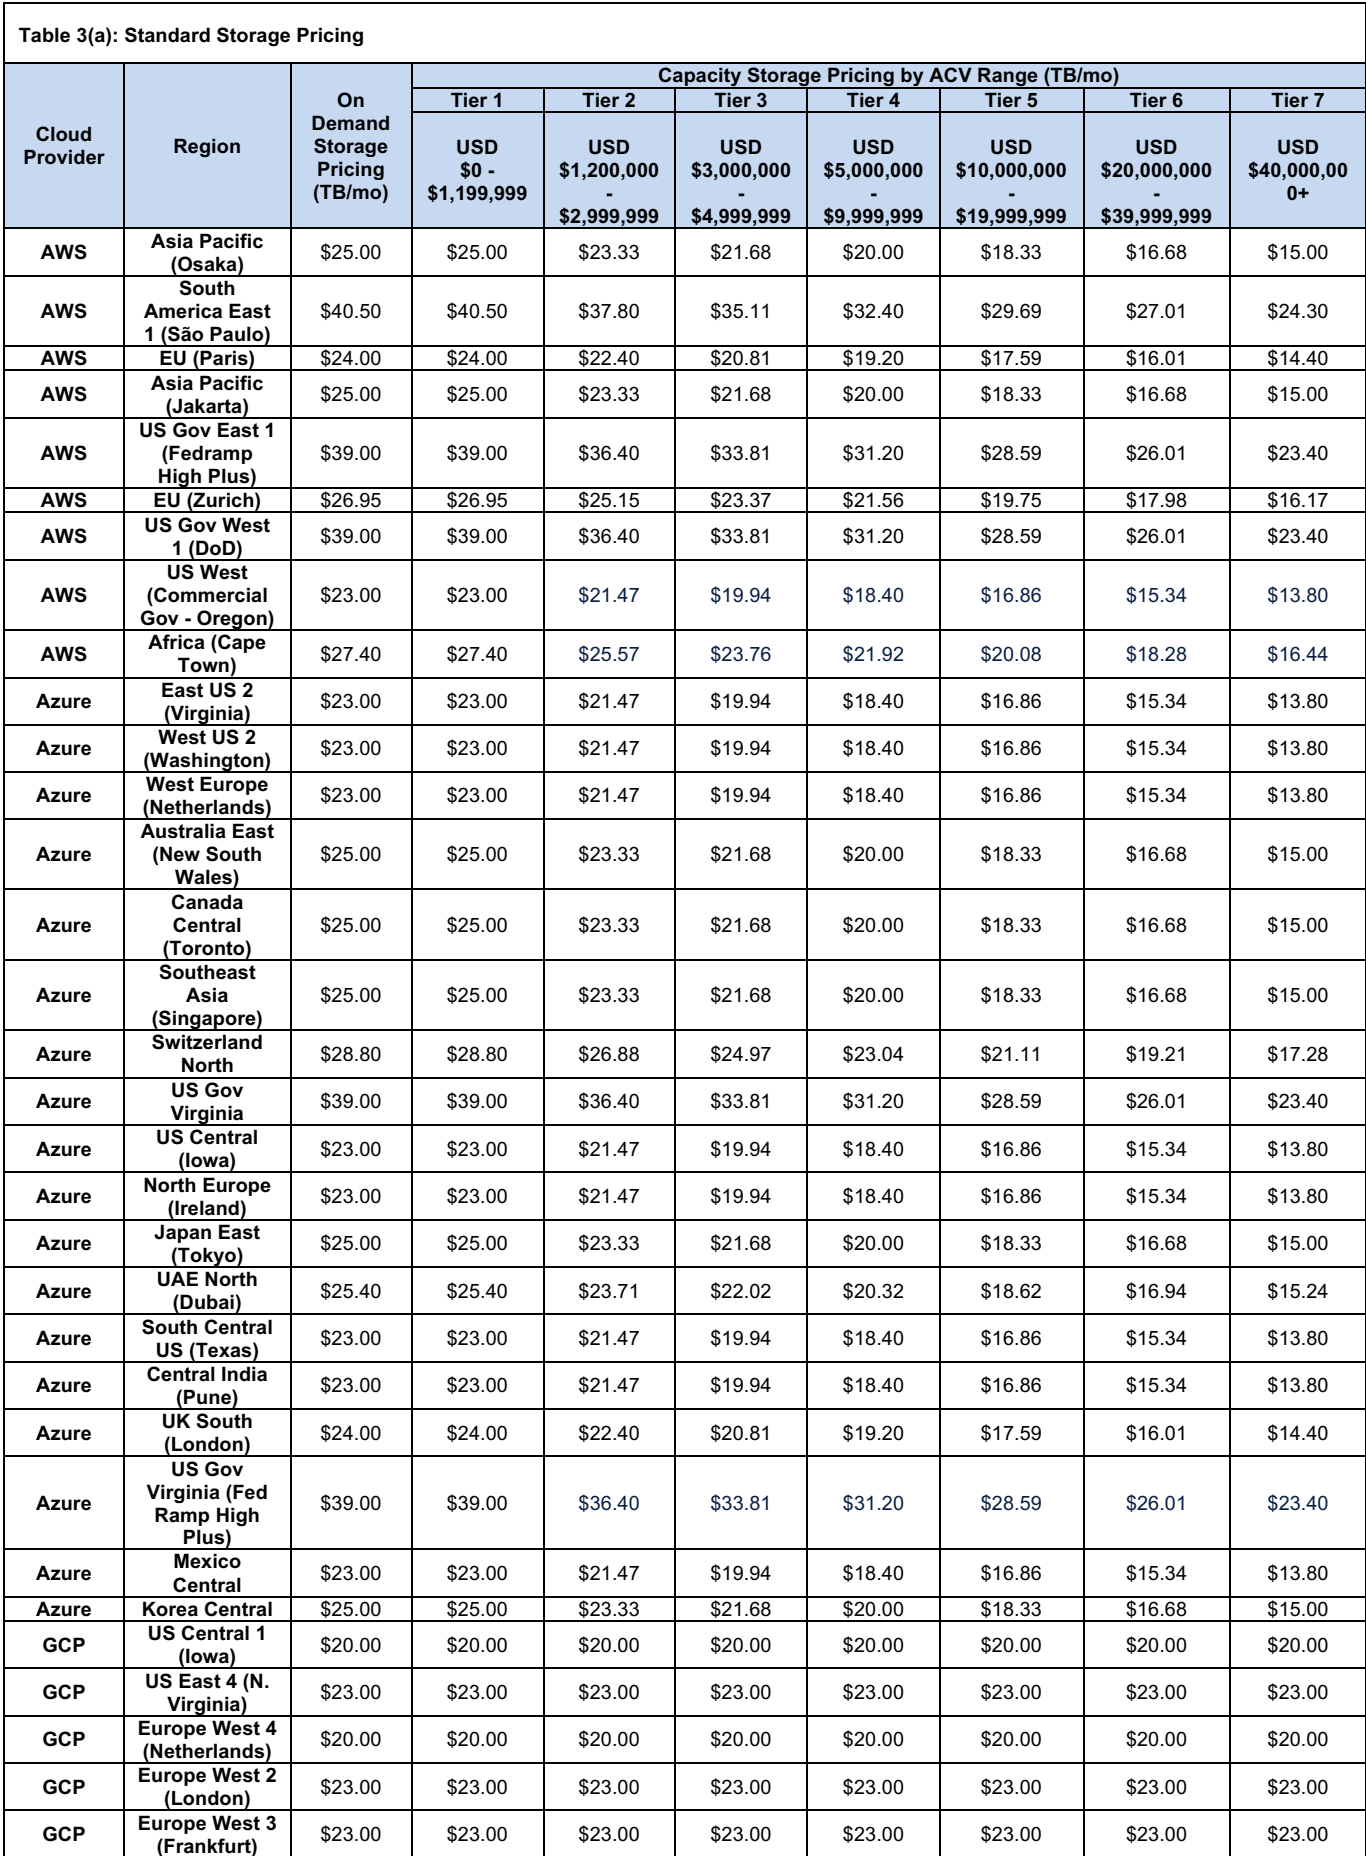 Table 3(a): Standard Storage Pricing
Cloud Provider | Region | On Demand Storage Pricing (TB/mo) | Capacity Storage Pricing by ACV Range (TB/mo)
Tier 1 | Tier 2 | Tier 3 | Tier 4 | Tier 5 | Tier 6 | Tier 7
USD $0 - $1,199,999 | USD $1,200,000 - $2,999,999 | USD $3,000,000 - $4,999,999 | USD $5,000,000 - $9,999,999 | USD $10,000,000 - $19,999,999 | USD $20,000,000 - $39,999,999 | USD $40,000,000+
AWS | Asia Pacific (Osaka) | $25.00 | $25.00 | $23.33 | $21.68 | $20.00 | $18.33 | $16.68 | $15.00
AWS | South America East 1 (São Paulo) | $40.50 | $40.50 | $37.80 | $35.11 | $32.40 | $29.69 | $27.01 | $24.30
AWS | EU (Paris) | $24.00 | $24.00 | $22.40 | $20.81 | $19.20 | $17.59 | $16.01 | $14.40
AWS | Asia Pacific (Jakarta) | $25.00 | $25.00 | $23.33 | $21.68 | $20.00 | $18.33 | $16.68 | $15.00
AWS | US Gov East 1 (Fedramp High Plus) | $39.00 | $39.00 | $36.40 | $33.81 | $31.20 | $28.59 | $26.01 | $23.40
AWS | EU (Zurich) | $26.95 | $26.95 | $25.15 | $23.37 | $21.56 | $19.75 | $17.98 | $16.17
AWS | US Gov West 1 (DoD) | $39.00 | $39.00 | $36.40 | $33.81 | $31.20 | $28.59 | $26.01 | $23.40
AWS | US West (Commercial Gov - Oregon) | $23.00 | $23.00 | $21.47 | $19.94 | $18.40 | $16.86 | $15.34 | $13.80
AWS | Africa (Cape Town) | $27.40 | $27.40 | $25.57 | $23.76 | $21.92 | $20.08 | $18.28 | $16.44
Azure | East US 2 (Virginia) | $23.00 | $23.00 | $21.47 | $19.94 | $18.40 | $16.86 | $15.34 | $13.80
Azure | West US 2 (Washington) | $23.00 | $23.00 | $21.47 | $19.94 | $18.40 | $16.86 | $15.34 | $13.80
Azure | West Europe (Netherlands) | $23.00 | $23.00 | $21.47 | $19.94 | $18.40 | $16.86 | $15.34 | $13.80
Azure | Australia East (New South Wales) | $25.00 | $25.00 | $23.33 | $21.68 | $20.00 | $18.33 | $16.68 | $15.00
Azure | Canada Central (Toronto) | $25.00 | $25.00 | $23.33 | $21.68 | $20.00 | $18.33 | $16.68 | $15.00
Azure | Southeast Asia (Singapore) | $25.00 | $25.00 | $23.33 | $21.68 | $20.00 | $18.33 | $16.68 | $15.00
Azure | Switzerland North | $28.80 | $28.80 | $26.88 | $24.97 | $23.04 | $21.11 | $19.21 | $17.28
Azure | US Gov Virginia | $39.00 | $39.00 | $36.40 | $33.81 | $31.20 | $28.59 | $26.01 | $23.40
Azure | US Central (Iowa) | $23.00 | $23.00 | $21.47 | $19.94 | $18.40 | $16.86 | $15.34 | $13.80
Azure | North Europe (Ireland) | $23.00 | $23.00 | $21.47 | $19.94 | $18.40 | $16.86 | $15.34 | $13.80
Azure | Japan East (Tokyo) | $25.00 | $25.00 | $23.33 | $21.68 | $20.00 | $18.33 | $16.68 | $15.00
Azure | UAE North (Dubai) | $25.40 | $25.40 | $23.71 | $22.02 | $20.32 | $18.62 | $16.94 | $15.24
Azure | South Central US (Texas) | $23.00 | $23.00 | $21.47 | $19.94 | $18.40 | $16.86 | $15.34 | $13.80
Azure | Central India (Pune) | $23.00 | $23.00 | $21.47 | $19.94 | $18.40 | $16.86 | $15.34 | $13.80
Azure | UK South (London) | $24.00 | $24.00 | $22.40 | $20.81 | $19.20 | $17.59 | $16.01 | $14.40
Azure | US Gov Virginia (Fed Ramp High Plus) | $39.00 | $39.00 | $36.40 | $33.81 | $31.20 | $28.59 | $26.01 | $23.40
Azure | Mexico Central | $23.00 | $23.00 | $21.47 | $19.94 | $18.40 | $16.86 | $15.34 | $13.80
Azure | Korea Central | $25.00 | $25.00 | $23.33 | $21.68 | $20.00 | $18.33 | $16.68 | $15.00
GCP | US Central 1 (Iowa) | $20.00 | $20.00 | $20.00 | $20.00 | $20.00 | $20.00 | $20.00 | $20.00
GCP | US East 4 (N. Virginia) | $23.00 | $23.00 | $23.00 | $23.00 | $23.00 | $23.00 | $23.00 | $23.00
GCP | Europe West 4 (Netherlands) | $20.00 | $20.00 | $20.00 | $20.00 | $20.00 | $20.00 | $20.00 | $20.00
GCP | Europe West 2 (London) | $23.00 | $23.00 | $23.00 | $23.00 | $23.00 | $23.00 | $23.00 | $23.00
GCP | Europe West 3 (Frankfurt) | $23.00 | $23.00 | $23.00 | $23.00 | $23.00 | $23.00 | $23.00 | $23.00